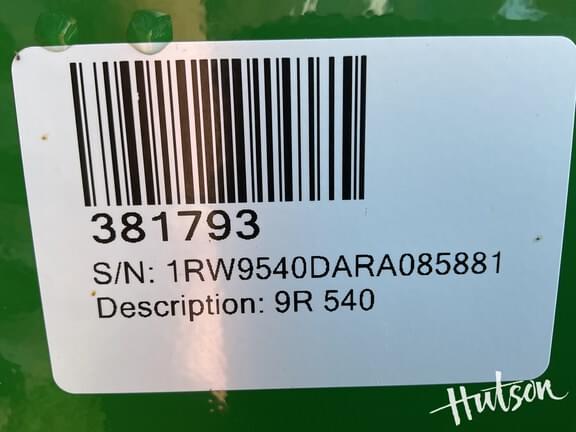 381793
S/N: 1RW9540DARA085881
Description: 9R 540
Hutson